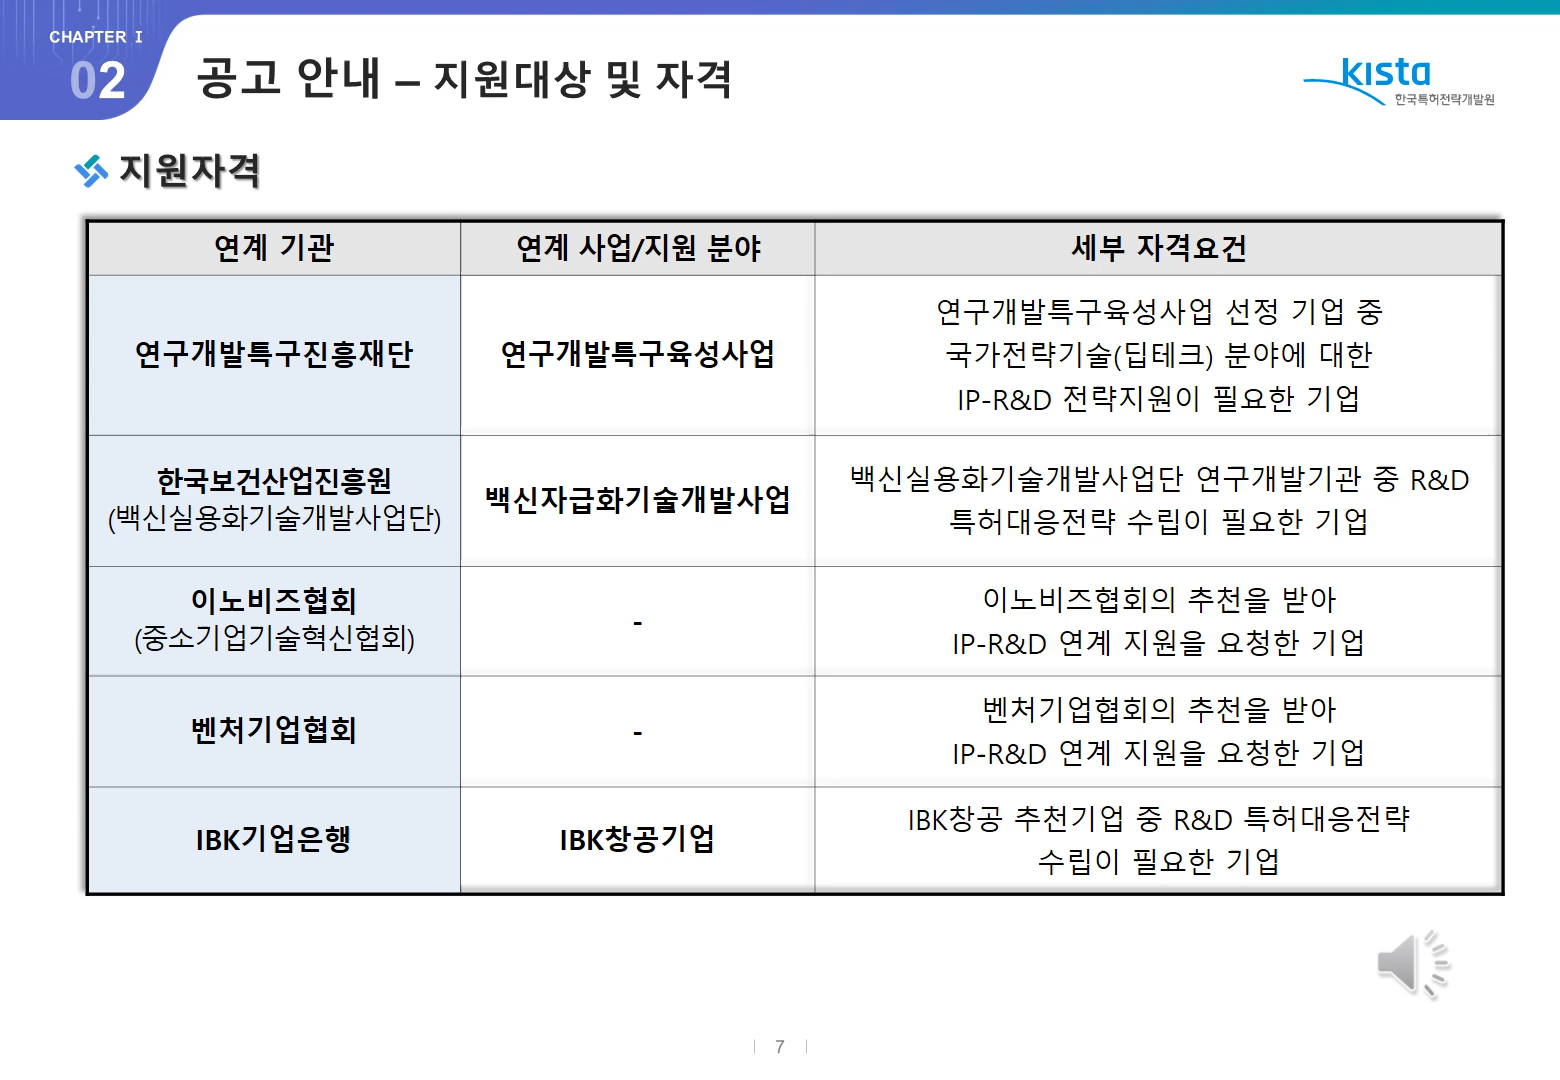 CHAPTER I
02
공고 안내 – 지원대상 및 자격
kista
한국특허전략개발원
지원자격
연계 기관
연계 사업/지원 분야
세부 자격요건
연구개발특구진흥재단
연구개발특구육성사업
연구개발특구육성사업 선정 기업 중
국가전략기술(딥테크) 분야에 대한
IP-R&D 전략지원이 필요한 기업
한국보건산업진흥원
(백신실용화기술개발사업단)
백신자급화기술개발사업
백신실용화기술개발사업단 연구개발기관 중 R&D
특허대응전략 수립이 필요한 기업
이노비즈협회
(중소기업기술혁신협회)
-
이노비즈협회의 추천을 받아
IP-R&D 연계 지원을 요청한 기업
벤처기업협회
-
벤처기업협회의 추천을 받아
IP-R&D 연계 지원을 요청한 기업
IBK기업은행
IBK창공기업
IBK창공 추천기업 중 R&D 특허대응전략
수립이 필요한 기업
7